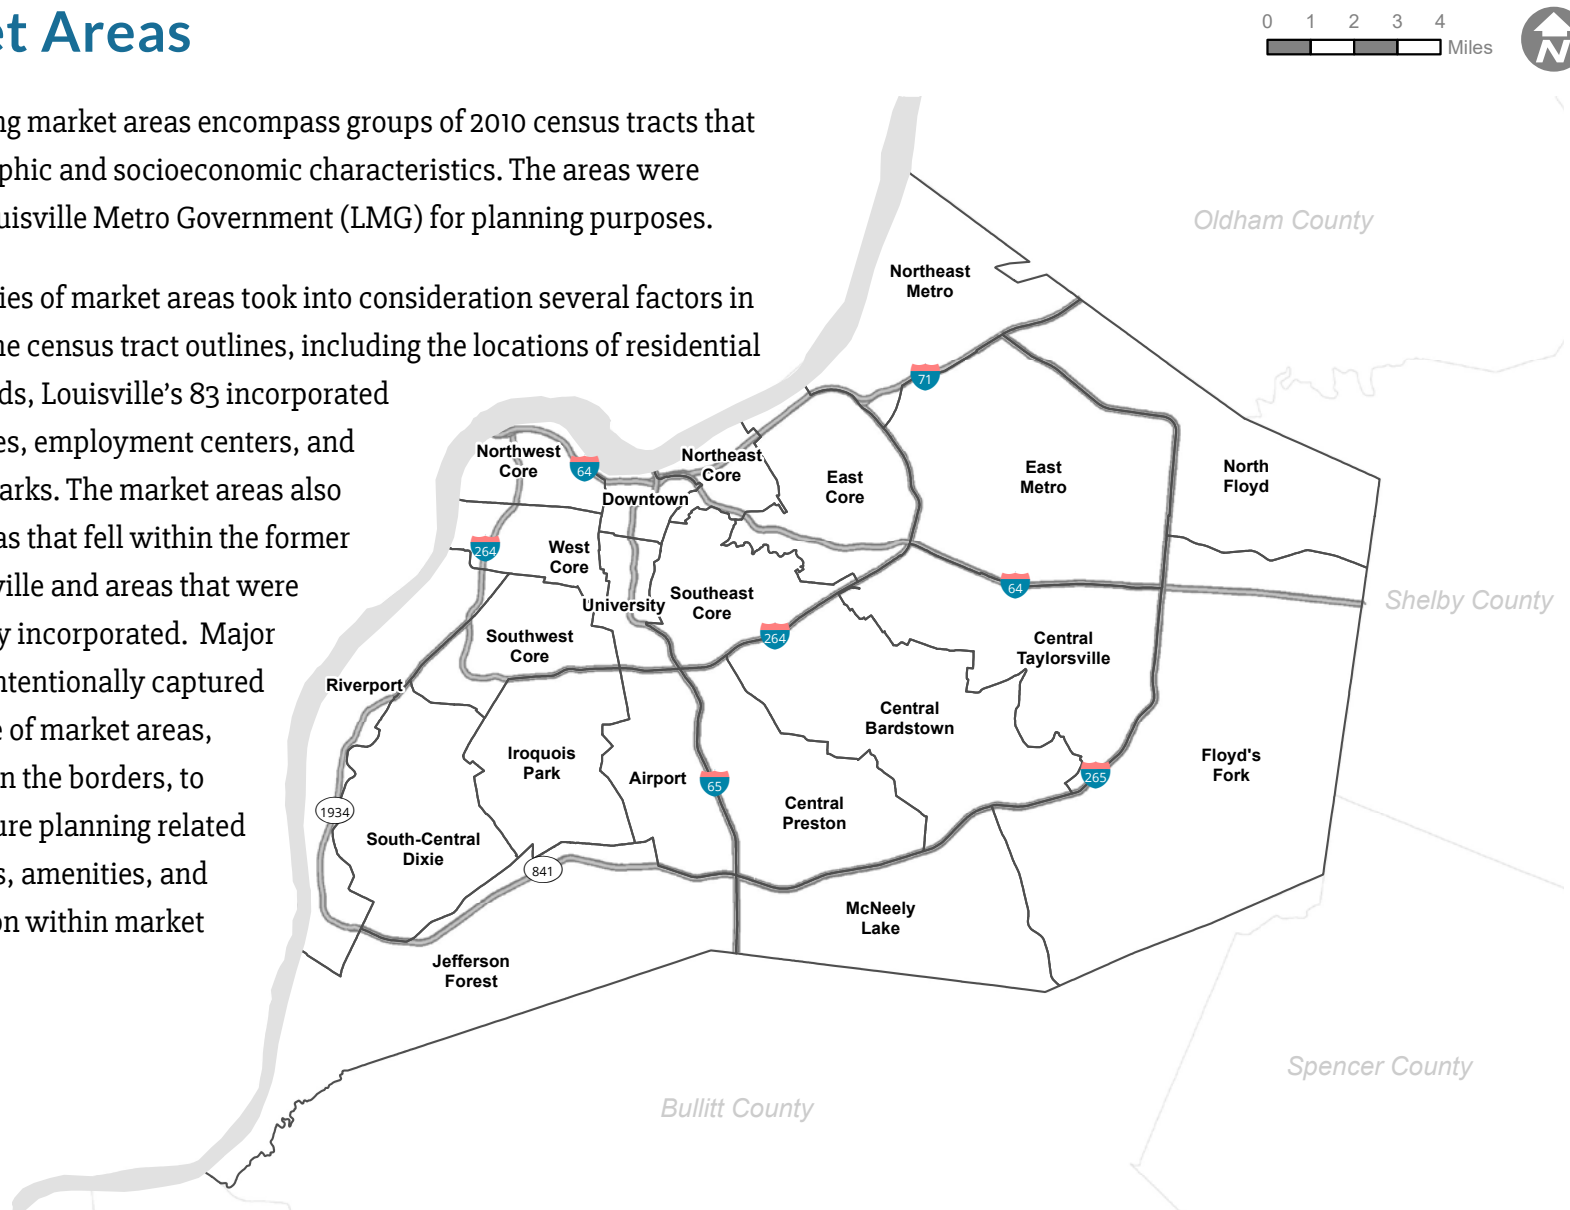 et Areas
0 1 2 3 4
Miles
N
ng market areas encompass groups of 2010 census tracts that
phic and socioeconomic characteristics. The areas were
uisville Metro Government (LMG) for planning purposes.
ies of market areas took into consideration several factors in
ne census tract outlines, including the locations of residential
ds, Louisville’s 83 incorporated
es, employment centers, and
arks. The market areas also
as that fell within the former
ville and areas that were
y incorporated.  Major
ntentionally captured
e of market areas,
n the borders, to
ure planning related
s, amenities, and
on within market
Oldham County
Northeast
Metro
71
Northwest
Core
64
Northeast
Core
Downtown
East
Core
East
Metro
North
Floyd
264
West
Core
University
Southeast
Core
64
Shelby County
Southwest
Core
264
Central
Taylorsville
Riverport
Central
Bardstown
Iroquois
Park
Airport
65
Central
Preston
265
Floyd's
Fork
1934
South-Central
Dixie
841
McNeely
Lake
Jefferson
Forest
Spencer County
Bullitt County